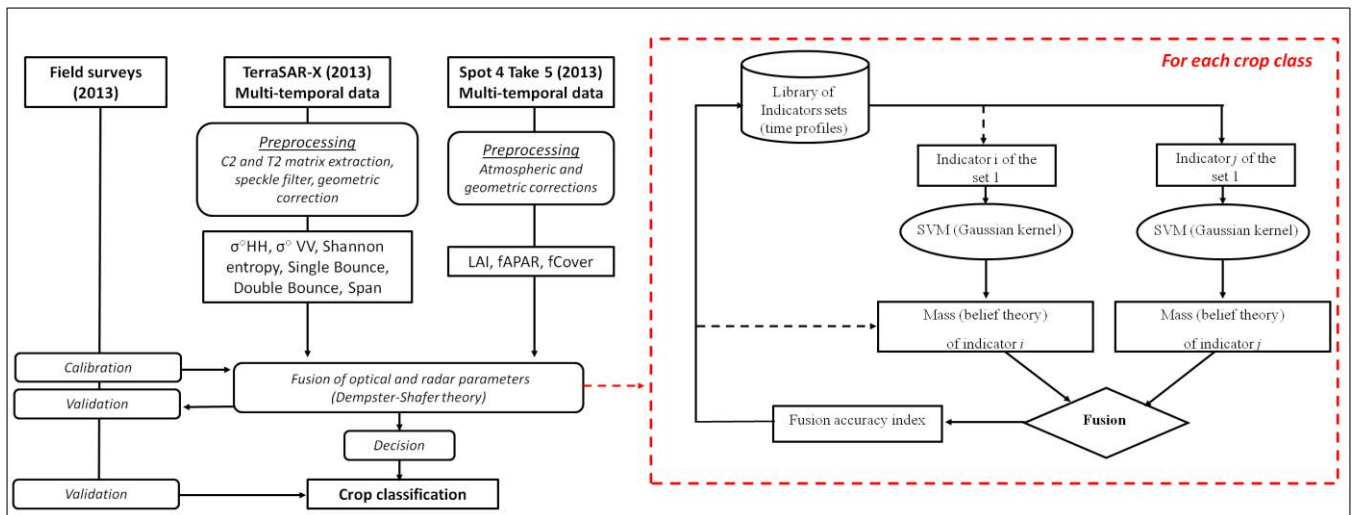 Field surveys
(2013)
TerraSAR-X (2013)
Multi-temporal data
Spot 4 Take 5 (2013)
Multi-temporal data
Preprocessing
C2 and T2 matrix extraction,
speckle filter, geometric
correction
Preprocessing
Atmospheric and
geometric corrections
σ°HH, σ° VV, Shannon
entropy, Single Bounce,
Double Bounce, Span
LAI, fAPAR, fCover
Calibration
Validation
Fusion of optical and radar parameters
(Dempster-Shafer theory)
Decision
Validation
Crop classification
For each crop class
Library of
Indicators sets
(time profiles)
Indicator i of the
set 1
Indicator j of the
set 1
SVM (Gaussian kernel)
SVM (Gaussian kernel)
Mass (belief theory)
of indicator i
Mass (belief theory)
of indicator j
Fusion accuracy index
Fusion